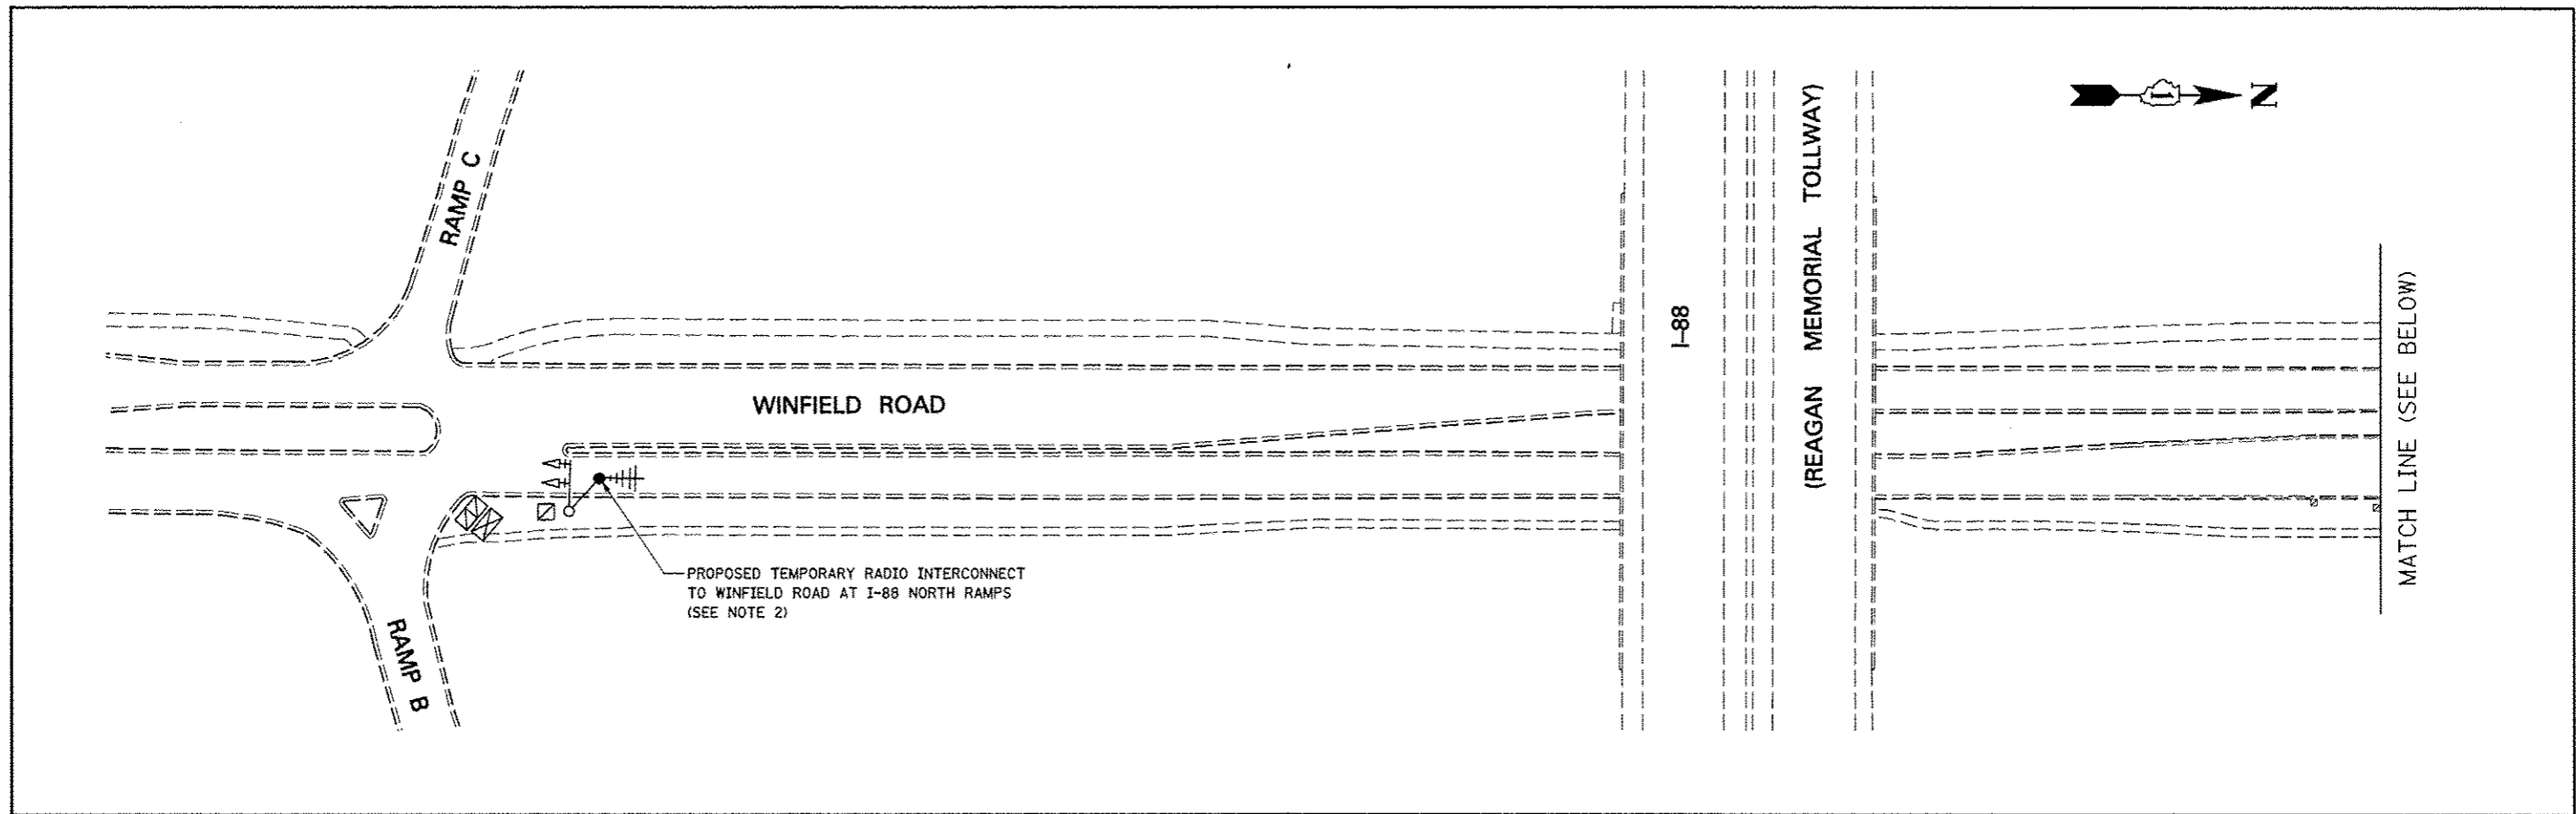 RAMP C
N
WINFIELD ROAD
I-88
(REAGAN MEMORIAL TOLLWAY)
MATCH LINE (SEE BELOW)
PROPOSED TEMPORARY RADIO INTERCONNECT
TO WINFIELD ROAD AT I-88 NORTH RAMPS
(SEE NOTE 2)
RAMP B